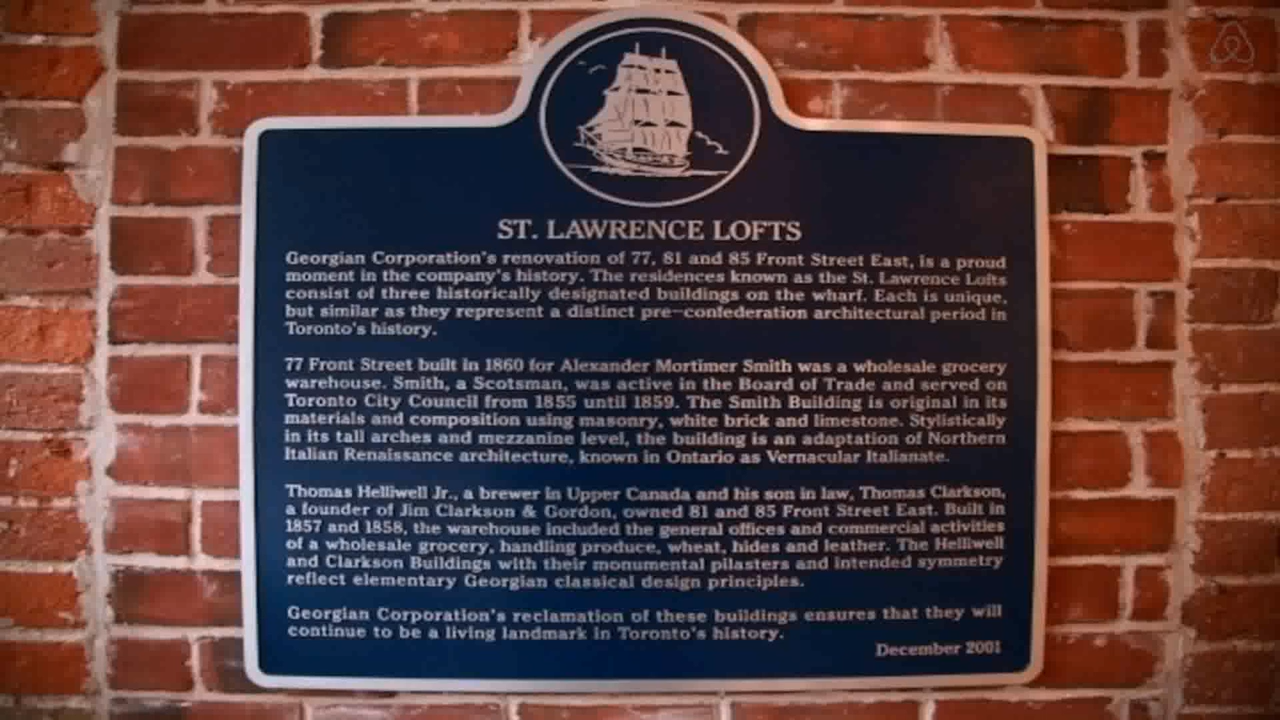 ST. LAWRENCE LOFTS
Georgian Corporation's renovation of 77, 81 and 85 Front Street East, is a proud
moment in the company's history. The residences known as the St. Lawrence Lofts
consist of three historically designated buildings on the wharf. Each is unique,
but similar as they represent a distinct pre-confederation architectural period in
Toronto's history.
77 Front Street built in 1860 for Alexander Mortimer Smith was a wholesale grocery
warehouse. Smith, a Scotsman, was active in the Board of Trade and served on
Toronto City Council from 1855 until 1859. The Smith Building is original in its
materials and composition using masonry, white brick and limestone. Stylistically
in its tall arches and mezzanine level, the building is an adaptation of Northern
Italian Renaissance architecture, known in Ontario as Vernacular Italianate.
Thomas Helliwell Jr., a brewer in Upper Canada and his son in law, Thomas Clarkson,
a founder of Jim Clarkson & Gordon, owned 81 and 85 Front Street East. Built in
1857 and 1858, the warehouse included the general offices and commercial activities
of a wholesale grocery, handling produce, wheat, hides and leather. The Helliwell
and Clarkson Buildings with their monumental pilasters and intended symmetry
reflect elementary Georgian classical design principles.
Georgian Corporation's reclamation of these buildings ensures that they will
continue to be a living landmark in Toronto's history.
December 2001